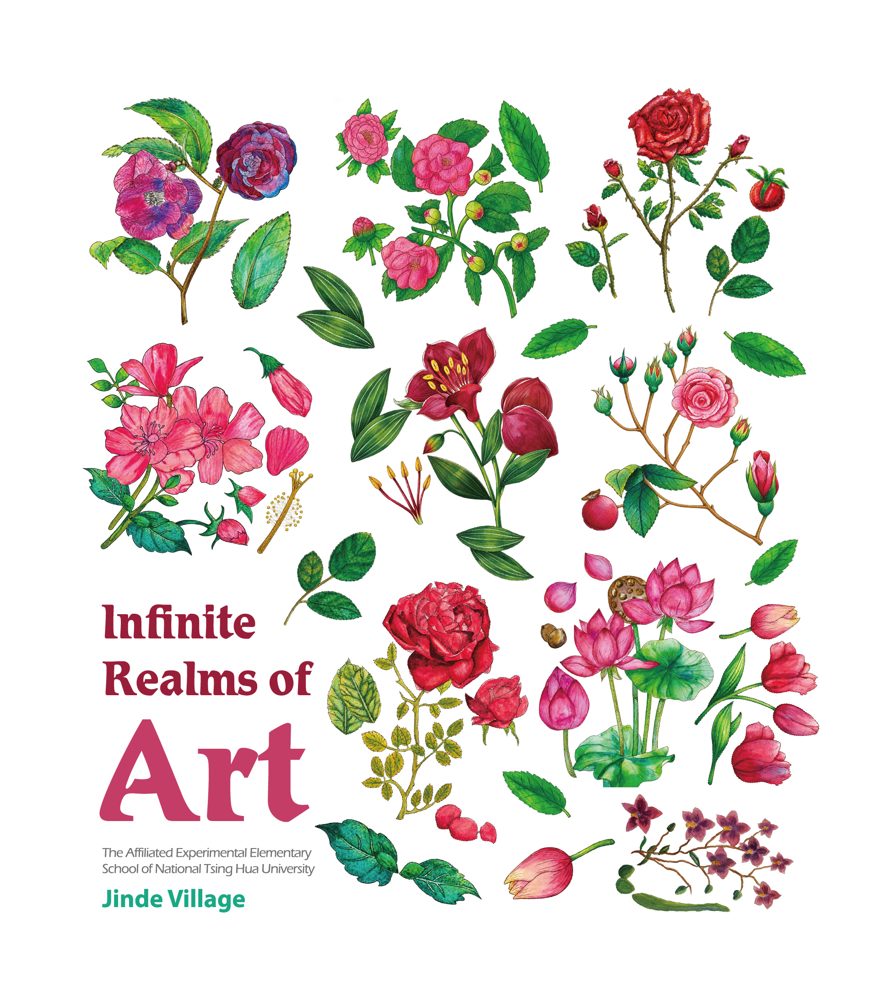 Infinite
Realms of
Art
The Affiliated Experimental Elementary
School of National Tsing Hua University
Jinde Village